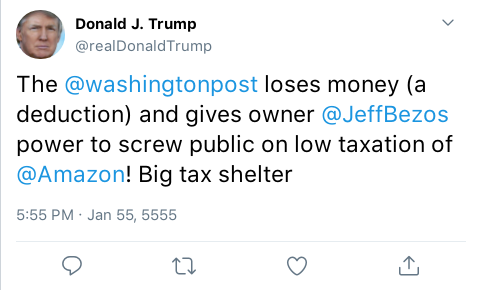 Donald J. Trump
@realDonaldTrump
The @washingtonpost loses money (a
deduction) and gives owner @JeffBezos
power to screw public on low taxation of
@Amazon! Big tax shelter
5:55 PM · Jan 55, 5555